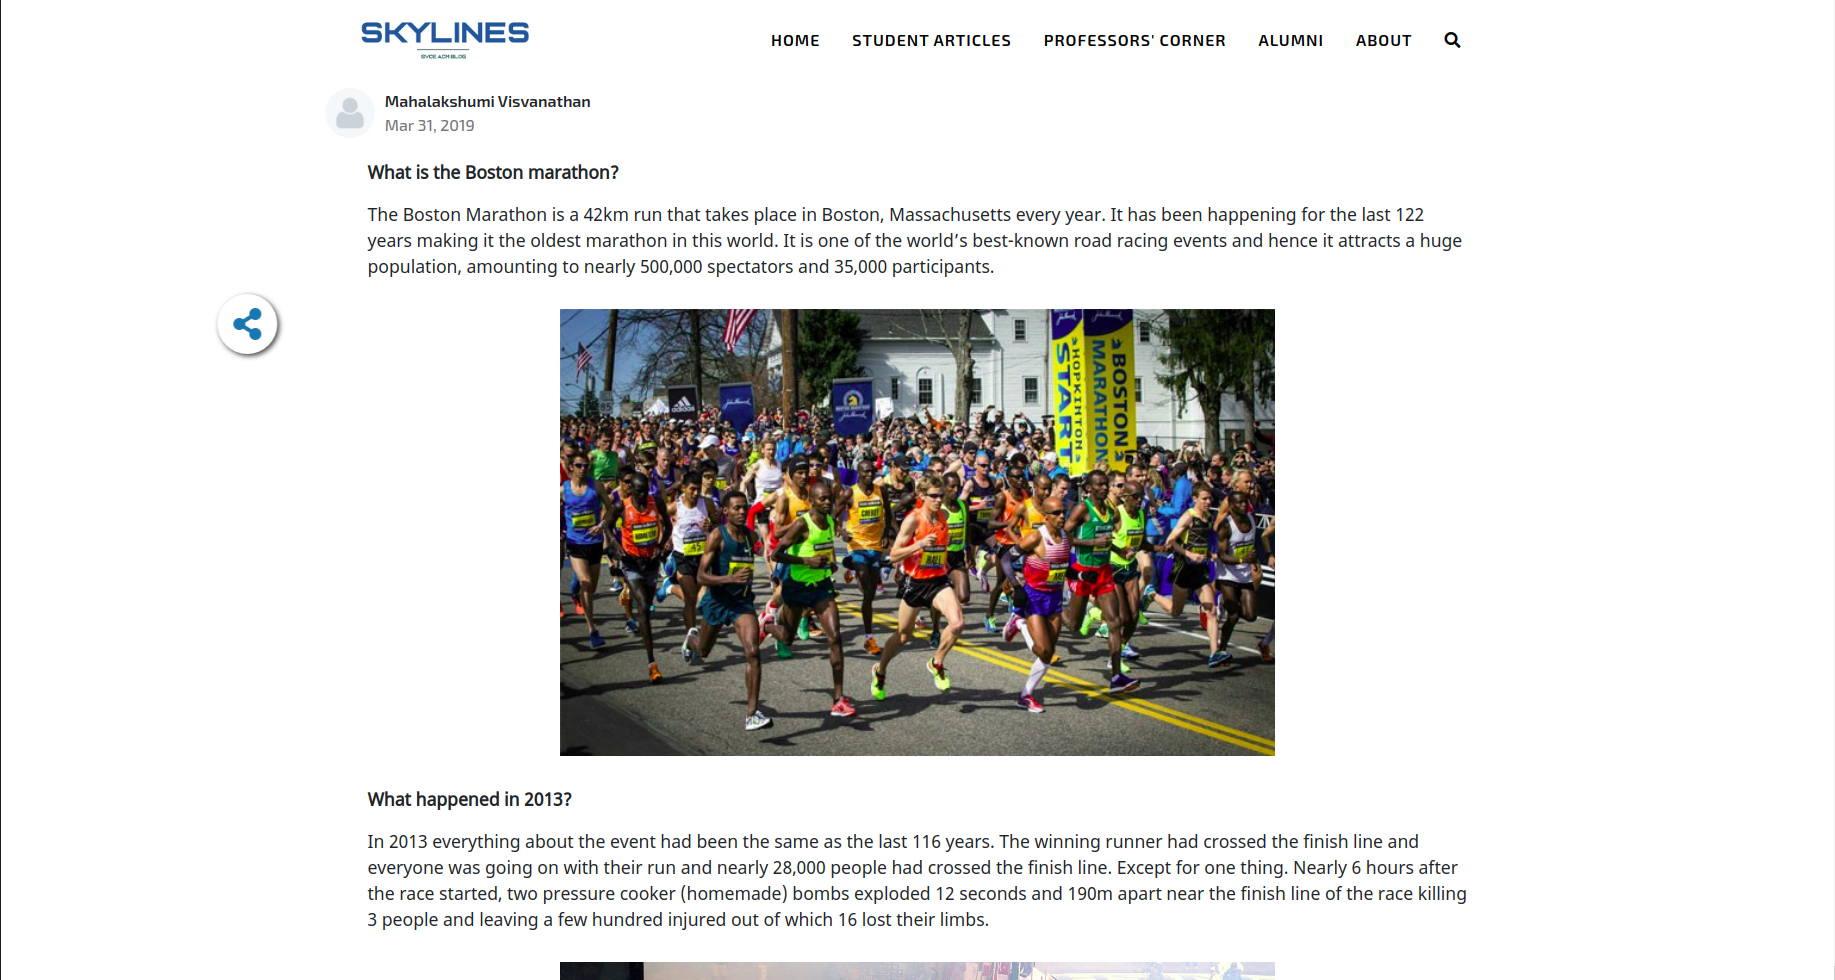 SKYLINES
SVCE ACM BLOG
HOME STUDENT ARTICLES PROFESSORS' CORNER ALUMNI ABOUT
Mahalakshumi Visvanathan
Mar 31, 2019
What is the Boston marathon?
The Boston Marathon is a 42km run that takes place in Boston, Massachusetts every year. It has been happening for the last 122
years making it the oldest marathon in this world. It is one of the world’s best-known road racing events and hence it attracts a huge
population, amounting to nearly 500,000 spectators and 35,000 participants.
adidas
John Hancock
BOSTON MARATHON
John Hancock
START
HOPKINTON
BOSTON
MARATHON
CHEBET
HALL
MEB
What happened in 2013?
In 2013 everything about the event had been the same as the last 116 years. The winning runner had crossed the finish line and
everyone was going on with their run and nearly 28,000 people had crossed the finish line. Except for one thing. Nearly 6 hours after
the race started, two pressure cooker (homemade) bombs exploded 12 seconds and 190m apart near the finish line of the race killing
3 people and leaving a few hundred injured out of which 16 lost their limbs.